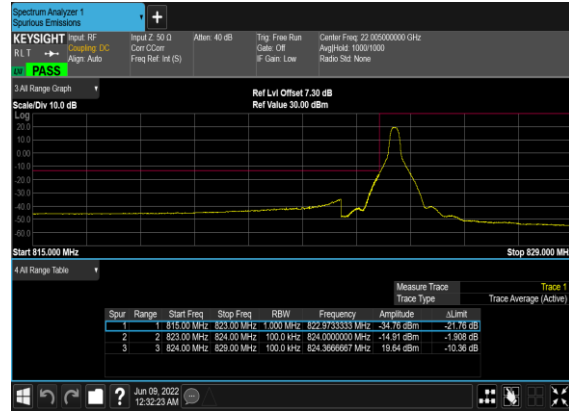 Spectrum Analyzer 1
Spurious Emissions
KEYSIGHT
Input: RF
Coupling: DC
Align: Auto
Input Z: 50 Ω
Corr CCorr
Freq Ref: Int (S)
Atten: 40 dB
Trig: Free Run
Gate: Off
IF Gain: Low
Center Freq: 22.005000000 GHz
Avg|Hold: 1000/1000
Radio Std: None
RLT
PASS
3 All Range Graph
Scale/Div 10.0 dB
Ref Lvl Offset 7.30 dB
Ref Value 30.00 dBm
Log
20.0
10.0
0.00
-10.0
-20.0
-30.0
-40.0
-50.0
-60.0
Start 815.000 MHz
Stop 829.000 MH
4 All Range Table
Measure Trace Trace 1
Trace Type Trace Average (Active)
Spur Range Start Freq Stop Freq RBW Frequency Amplitude ΔLimit
1 1 815.00 MHz 823.00 MHz 1.000 MHz 822.9733333 MHz -34.76 dBm -21.76 dB
2 2 823.00 MHz 824.00 MHz 100.0 kHz 824.0000000 MHz -14.91 dBm -1.908 dB
3 3 824.00 MHz 829.00 MHz 100.0 kHz 824.3666667 MHz 19.64 dBm -10.36 dB
?
Jun 09, 2022
12:32:23 AM